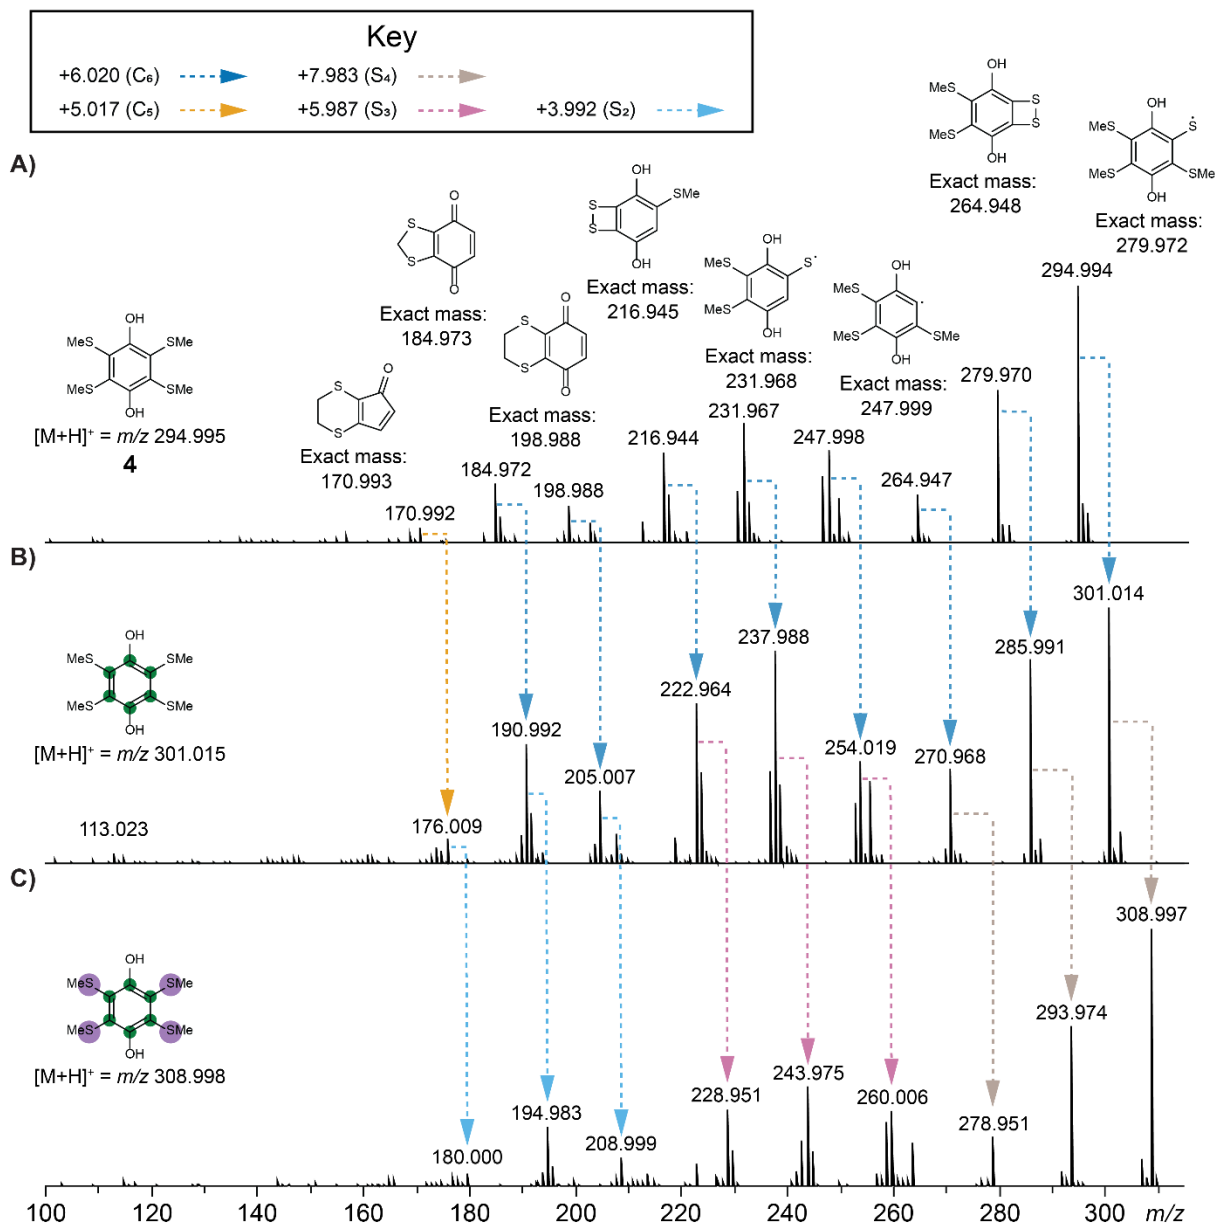 Key
+6.020 (C₆)
+7.983 (S₄)
+5.017 (C₅)
+5.987 (S₃)
+3.992 (S₂)
A)
OH
MeS
SMe
MeS
SMe
OH
[M+H]⁺ = m/z 294.995
4
O
S
S
Exact mass:
170.993
O
S
S
O
Exact mass:
184.973
O
S
S
O
Exact mass:
198.988
OH
S
SMe
S
OH
Exact mass:
216.945
OH
MeS
S·
MeS
OH
Exact mass:
231.968
OH
MeS
·
MeS
SMe
OH
Exact mass:
247.999
OH
MeS
S
MeS
S
OH
Exact mass:
264.948
OH
MeS
S·
MeS
SMe
OH
Exact mass:
279.972
170.992
184.972
198.988
216.944
231.967
247.998
264.947
279.970
294.994
B)
OH
MeS
SMe
MeS
SMe
OH
[M+H]⁺ = m/z 301.015
113.023
176.009
190.992
205.007
222.964
237.988
254.019
270.968
285.991
301.014
C)
OH
MeS
SMe
MeS
SMe
OH
[M+H]⁺ = m/z 308.998
180.000
194.983
208.999
228.951
243.975
260.006
278.951
293.974
308.997
100 120 140 160 180 200 220 240 260 280 300 m/z